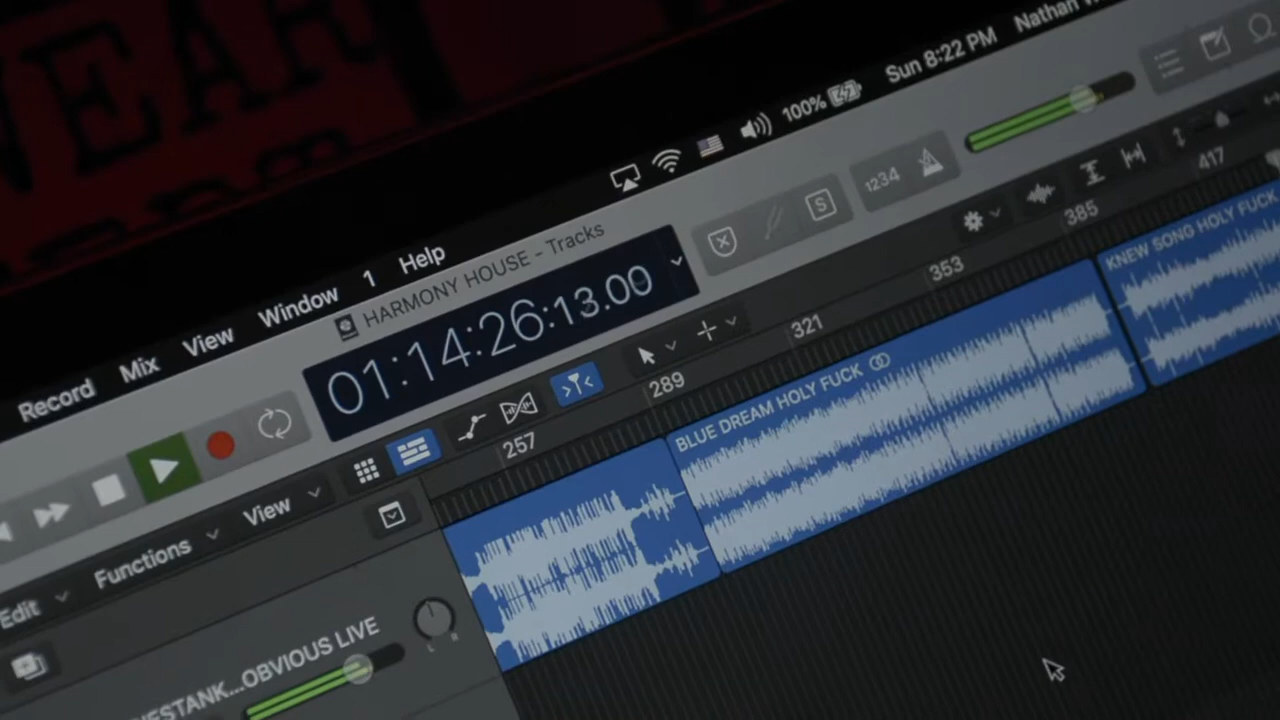 Sun 8:22 PM
100%
Record Mix View Window 1 Help
HARMONY HOUSE - Tracks
01:14:26:13.00
S
1234
257 289 321 353 385 417
Edit Functions View
BLUE DREAM HOLY FUCK
KNEW SONG HOLY FUCK
...OBVIOUS LIVE
L R
Nathan